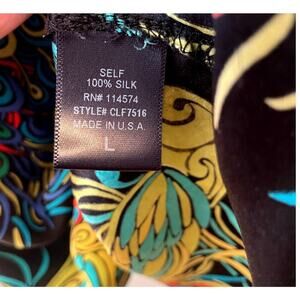 SELF
100% SILK
RN# 114574
STYLE# CLF7516
MADE IN U.S.A.
L